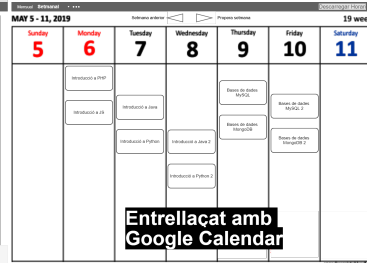 Mensual Setmanal
Descarregar Horari
MAY 5 - 11, 2019
Setmana anterior
Propera setmana
19 wee
Sunday
Monday
Tuesday
Wednesday
Thursday
Friday
Saturday
5
6
7
8
9
10
11
Introducció a PHP
Introducció a JS
Introducció a Java
Introducció a Python
Introducció a Java 2
Introducció a Python 2
Bases de dades
MySQL
Bases de dades
MongoDB
Bases de dades
MySQL 2
Bases de dades
MongoDB 2
Entrellaçat amb
Google Calendar